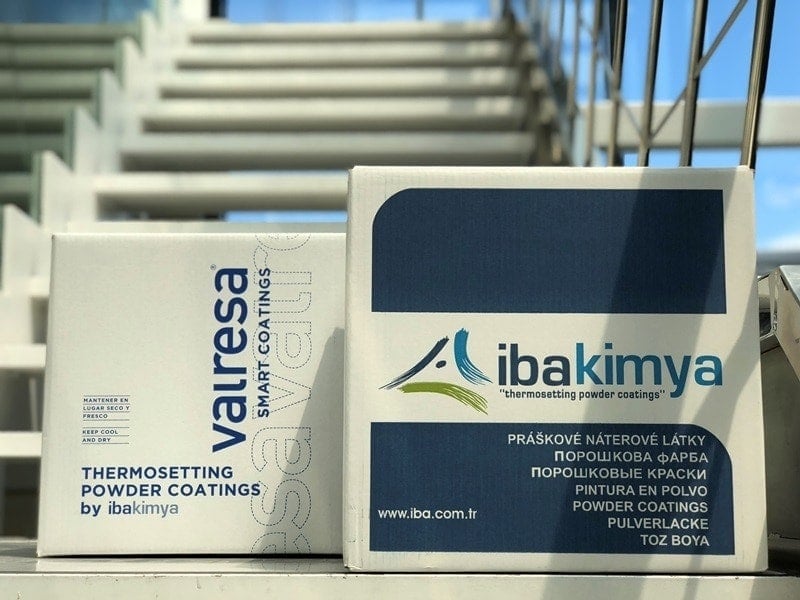 valresa®
SMART COATINGS
MANTENER EN
LUGAR SECO Y
FRESCO
KEEP COOL
AND DRY
THERMOSETTING
POWDER COATINGS
by ibakimya
ibakimya
"thermosetting powder coatings"
PRÁŠKOVÉ NÁTEROVÉ LÁTKY
ПОРОШКОВА ФАРБА
ПОРОШКОВЫЕ КРАСКИ
PINTURA EN POLVO
POWDER COATINGS
PULVERLACKE
TOZ BOYA
www.iba.com.tr